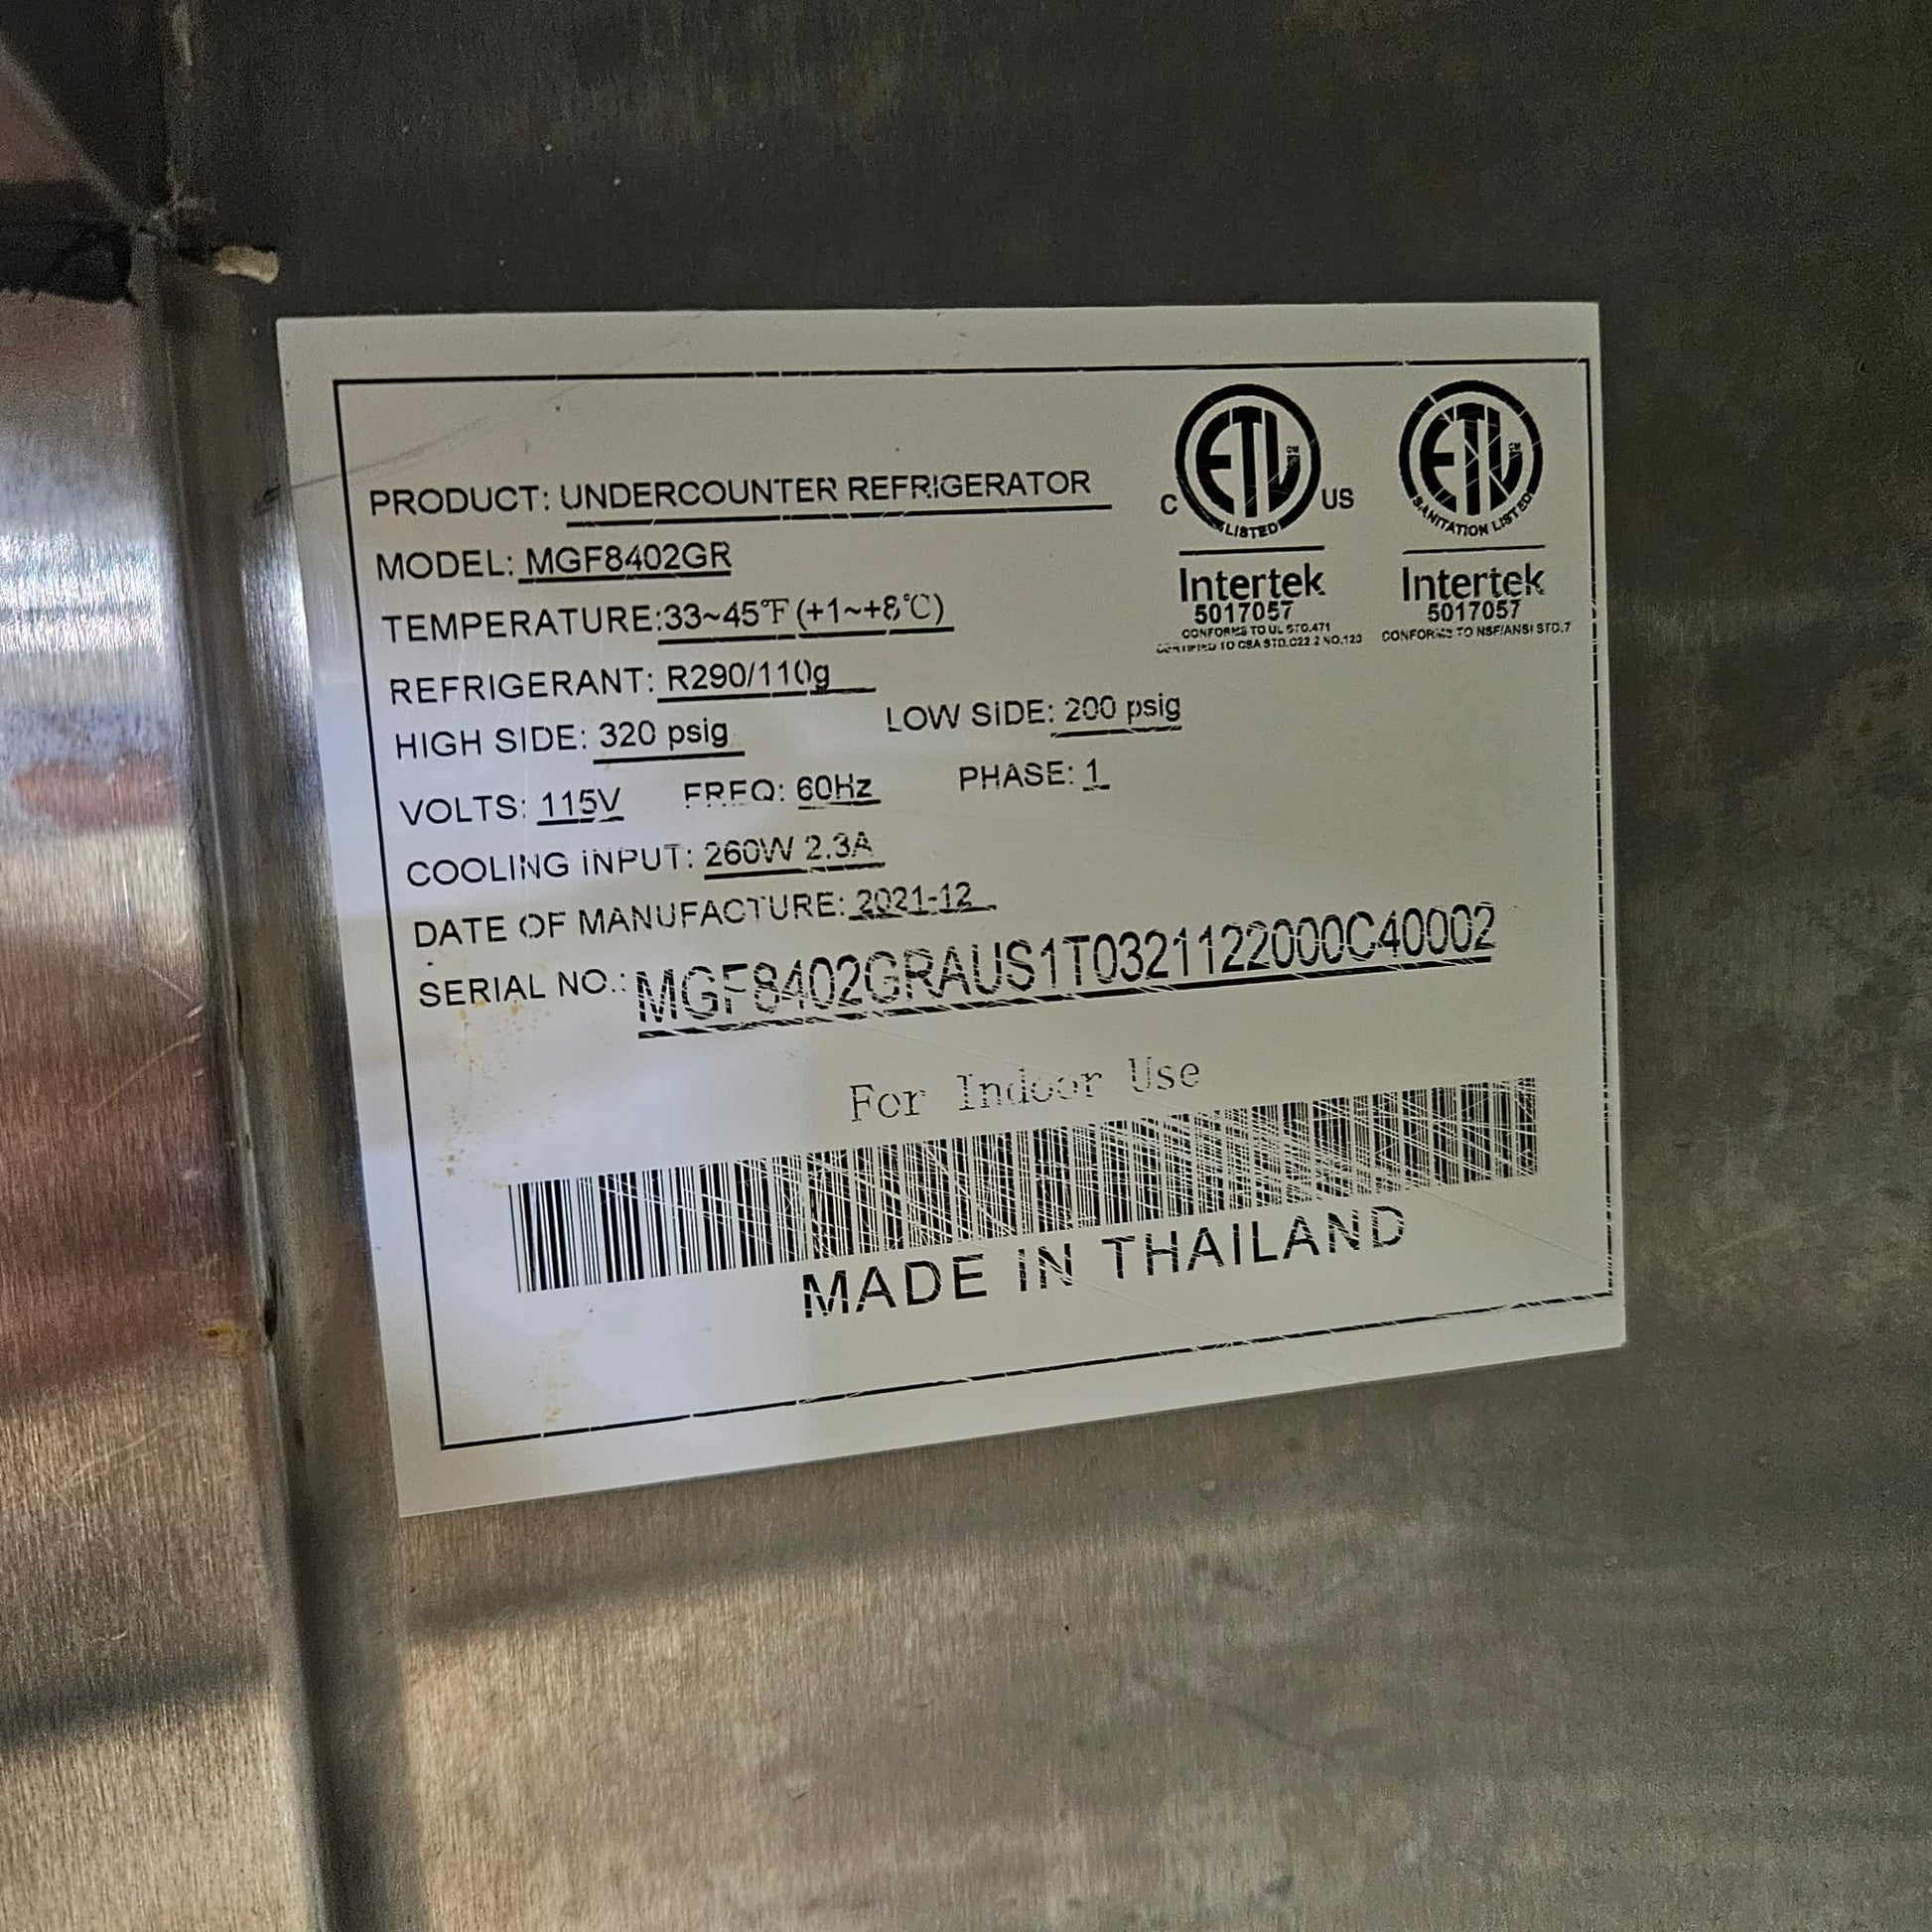 PRODUCT: UNDERCOUNTER REFRIGERATOR
MODEL: MGF8402GR
TEMPERATURE:33~45℉ (+1~+8℃)
REFRIGERANT: R290/110g
HIGH SIDE: 320 psig LOW SIDE: 200 psig
VOLTS: 115V FREQ: 60Hz PHASE: 1
COOLING INPUT: 260W 2.3A
DATE OF MANUFACTURE: 2021-12
SERIAL NO.: MGF8402GRAUS1T0321122000C40002
For Indoor Use
MADE IN THAILAND
C ETL US
LISTED
Intertek
5017057
CONFORMS TO UL STD.471
CERTIFIED TO CSA STD.C22.2 NO.120
ETL
SANITATION LISTED
Intertek
5017057
CONFORMS TO NSF/ANSI STD.7